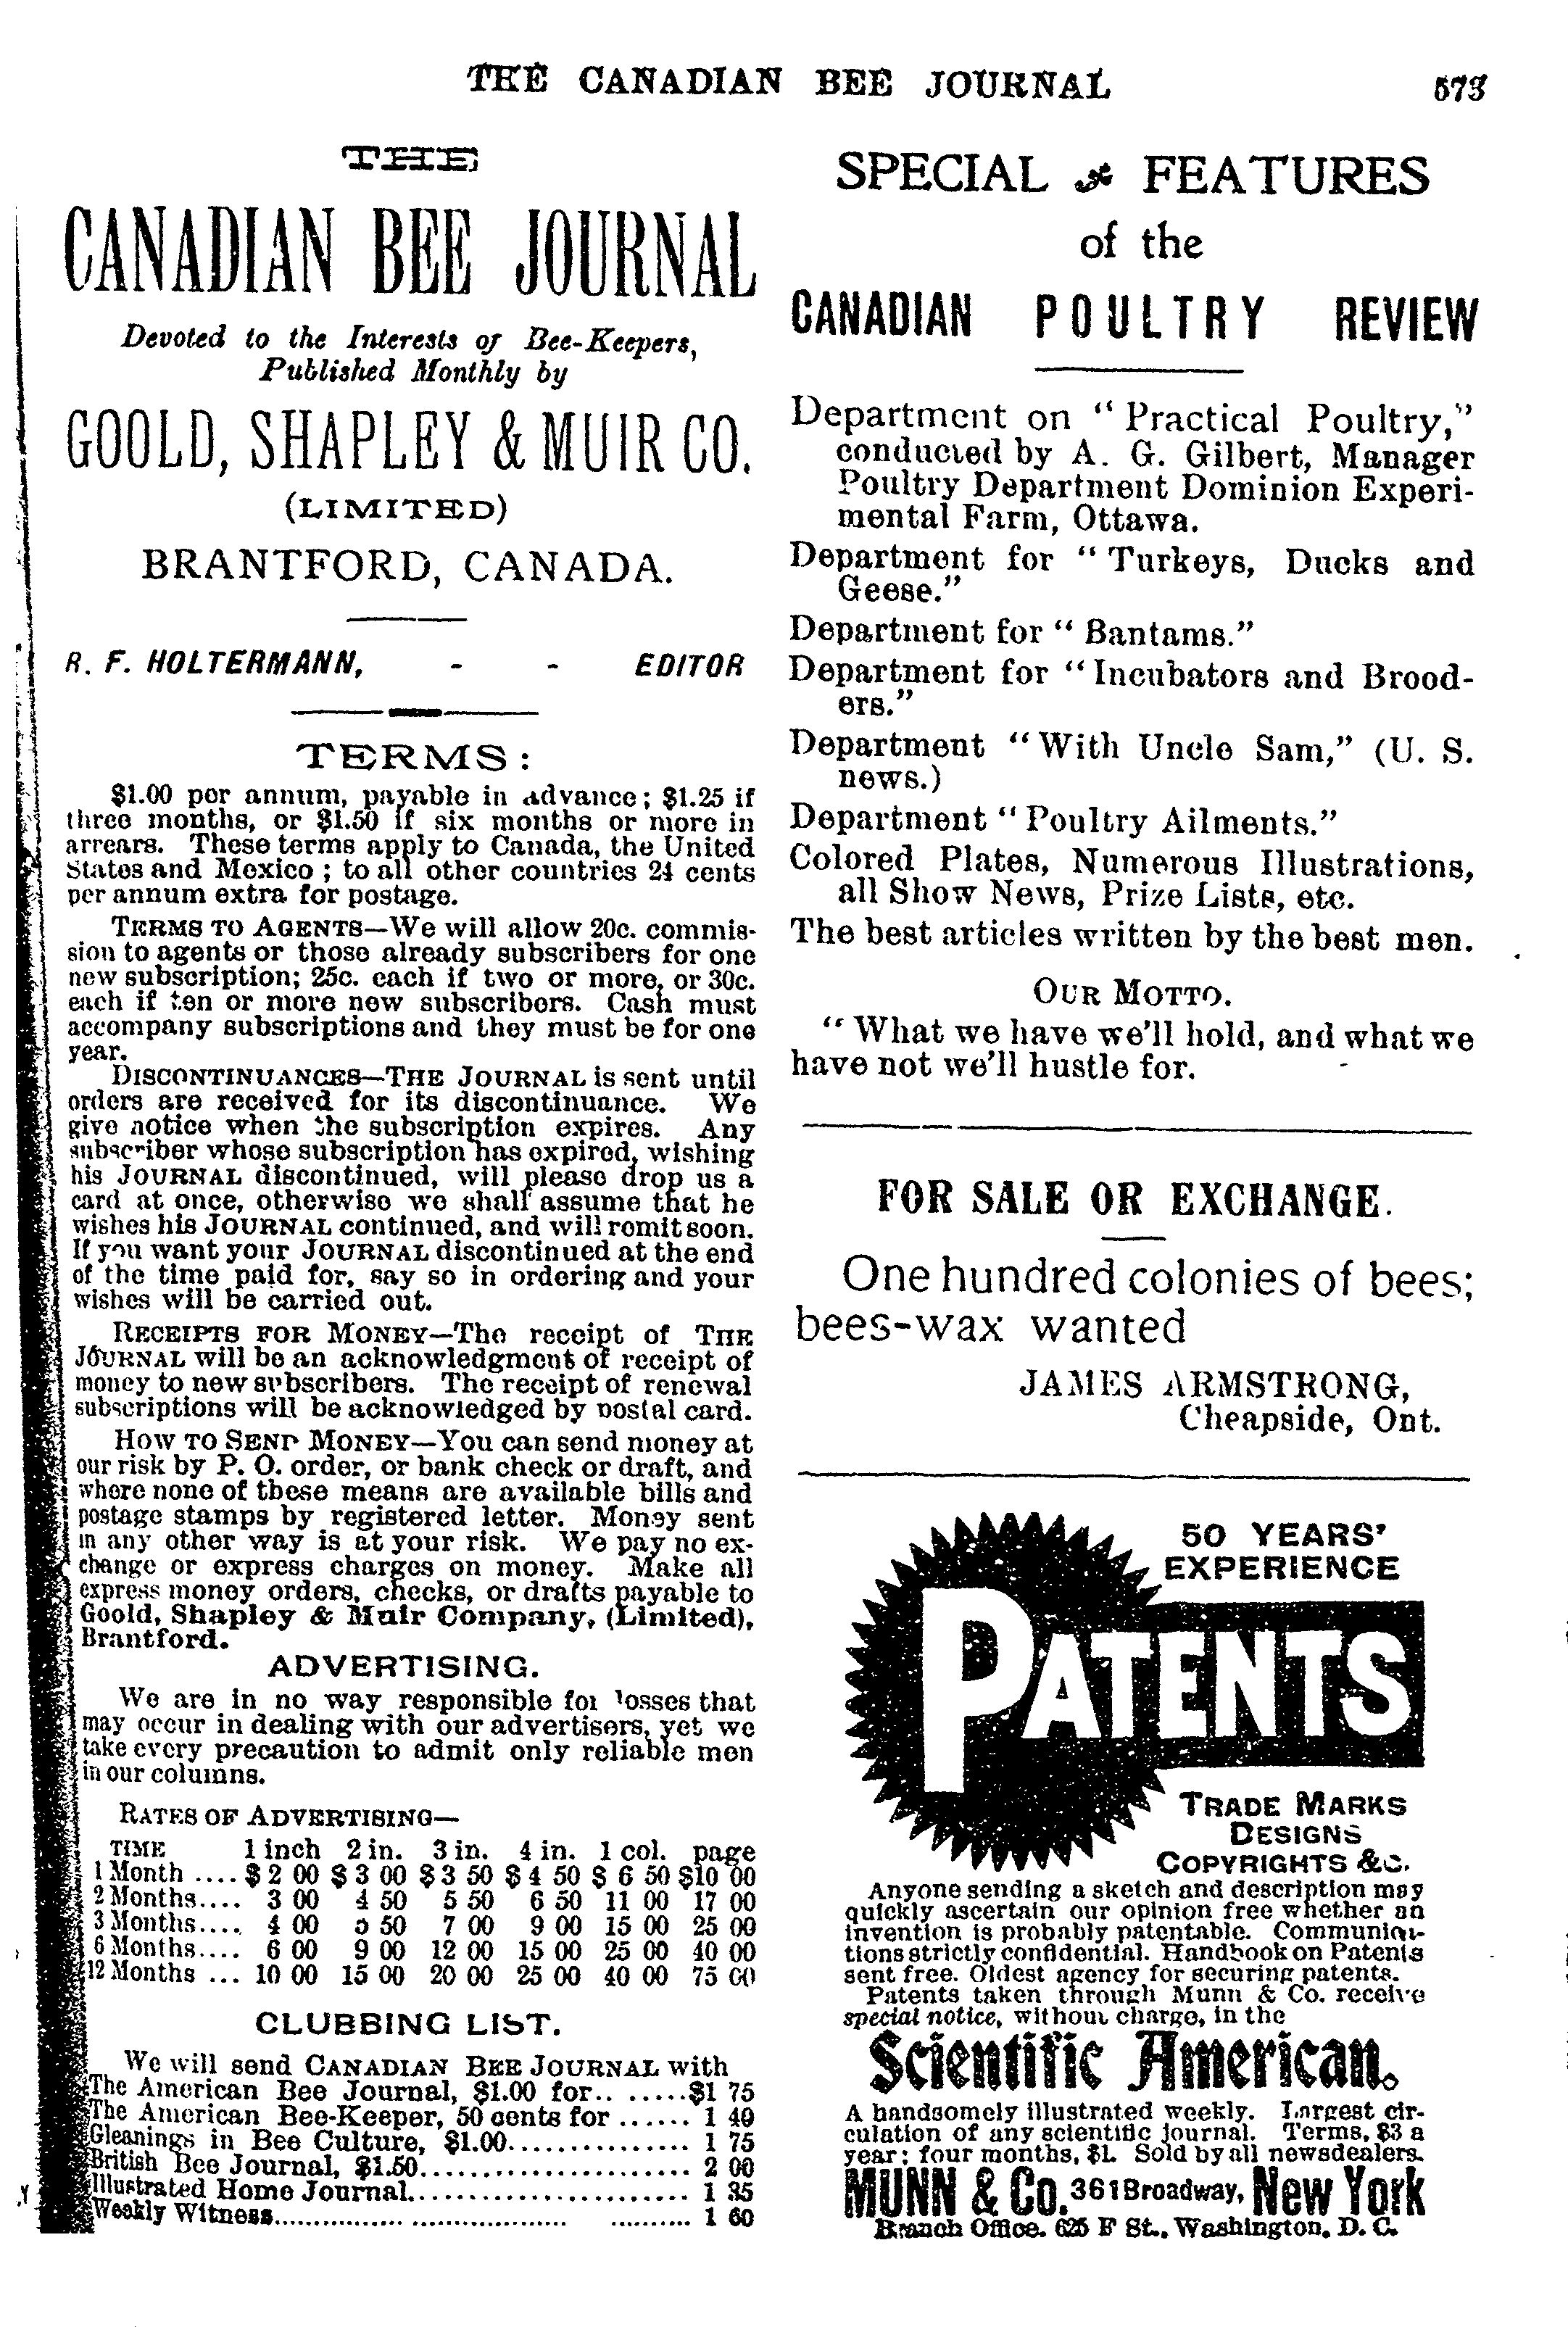 THE CANADIAN BEE JOURNAL 573
THE
CANADIAN BEE JOURNAL
Devoted to the Interests of Bee-Keepers,
Published Monthly by
GOOLD, SHAPLEY & MUIR CO.
(LIMITED)
BRANTFORD, CANADA.
R. F. HOLTERMANN, - - EDITOR
TERMS:
$1.00 per annum, payable in advance; $1.25 if
three months, or $1.50 if six months or more in
arrears. These terms apply to Canada, the United
States and Mexico; to all other countries 24 cents
per annum extra for postage.
TERMS TO AGENTS—We will allow 20c. commis-
sion to agents or those already subscribers for one
new subscription; 25c. each if two or more, or 30c.
each if ten or more new subscribers. Cash must
accompany subscriptions and they must be for one
year.
DISCONTINUANCES—THE JOURNAL is sent until
orders are received for its discontinuance. We
give notice when the subscription expires. Any
subscriber whose subscription has expired, wishing
his JOURNAL discontinued, will please drop us a
card at once, otherwise we shall assume that he
wishes his JOURNAL continued, and will remit soon.
If you want your JOURNAL discontinued at the end
of the time paid for, say so in ordering and your
wishes will be carried out.
RECEIPTS FOR MONEY—The receipt of THE
JOURNAL will be an acknowledgment of receipt of
money to new subscribers. The receipt of renewal
subscriptions will be acknowledged by postal card.
HOW TO SEND MONEY—You can send money at
our risk by P. O. order, or bank check or draft, and
where none of these means are available bills and
postage stamps by registered letter. Money sent
in any other way is at your risk. We pay no ex-
change or express charges on money. Make all
express money orders, checks, or drafts payable to
Goold, Shapley & Muir Company, (Limited),
Brantford.
ADVERTISING.
We are in no way responsible for losses that
may occur in dealing with our advertisers, yet we
take every precaution to admit only reliable men
in our columns.
RATES OF ADVERTISING—
TIME 1 inch 2 in. 3 in. 4 in. 1 col. page
1 Month .... $2 00 $3 00 $3 50 $4 50 $6 50 $10 00
2 Months.... 3 00 4 50 5 50 6 50 11 00 17 00
3 Months.... 4 00 5 50 7 00 9 00 15 00 25 00
6 Months.... 6 00 9 00 12 00 15 00 25 00 40 00
12 Months ... 10 00 15 00 20 00 25 00 40 00 75 00
CLUBBING LIST.
We will send CANADIAN BEE JOURNAL with
The American Bee Journal, $1.00 for.. ......$1 75
The American Bee-Keeper, 50 cents for ...... 1 40
Gleanings in Bee Culture, $1.00................ 1 75
British Bee Journal, $1.50........................ 2 00
Illustrated Home Journal......................... 1 35
Weekly Witness................................. 1 60
SPECIAL FEATURES
of the
CANADIAN POULTRY REVIEW
Department on "Practical Poultry,"
conducted by A. G. Gilbert, Manager
Poultry Department Dominion Experi-
mental Farm, Ottawa.
Department for "Turkeys, Ducks and
Geese."
Department for "Bantams."
Department for "Incubators and Brood-
ers."
Department "With Uncle Sam," (U. S.
news.)
Department "Poultry Ailments."
Colored Plates, Numerous Illustrations,
all Show News, Prize Lists, etc.
The best articles written by the best men.
OUR MOTTO.
"What we have we'll hold, and what we
have not we'll hustle for.
FOR SALE OR EXCHANGE.
One hundred colonies of bees;
bees-wax wanted
JAMES ARMSTRONG,
Cheapside, Ont.
50 YEARS'
EXPERIENCE
PATENTS
TRADE MARKS
DESIGNS
COPYRIGHTS &C.
Anyone sending a sketch and description may
quickly ascertain our opinion free whether an
invention is probably patentable. Communica-
tions strictly confidential. Handbook on Patents
sent free. Oldest agency for securing patents.
Patents taken through Munn & Co. receive
special notice, without charge, in the
Scientific American.
A handsomely illustrated weekly. Largest cir-
culation of any scientific journal. Terms, $3 a
year; four months, $1. Sold by all newsdealers.
MUNN & Co. 361 Broadway, New York
Branch Office. 625 F St., Washington, D. C.